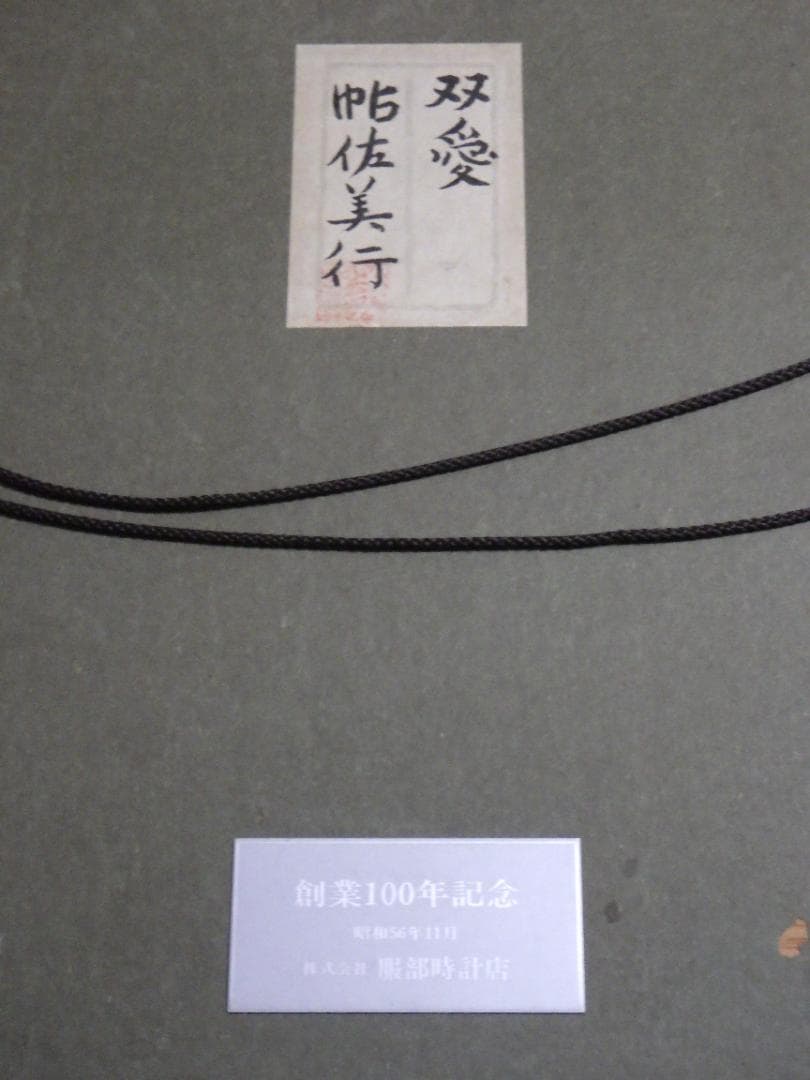 双愛
帖佐美行
創業100年記念
昭和56年11月
株式会社 服部時計店